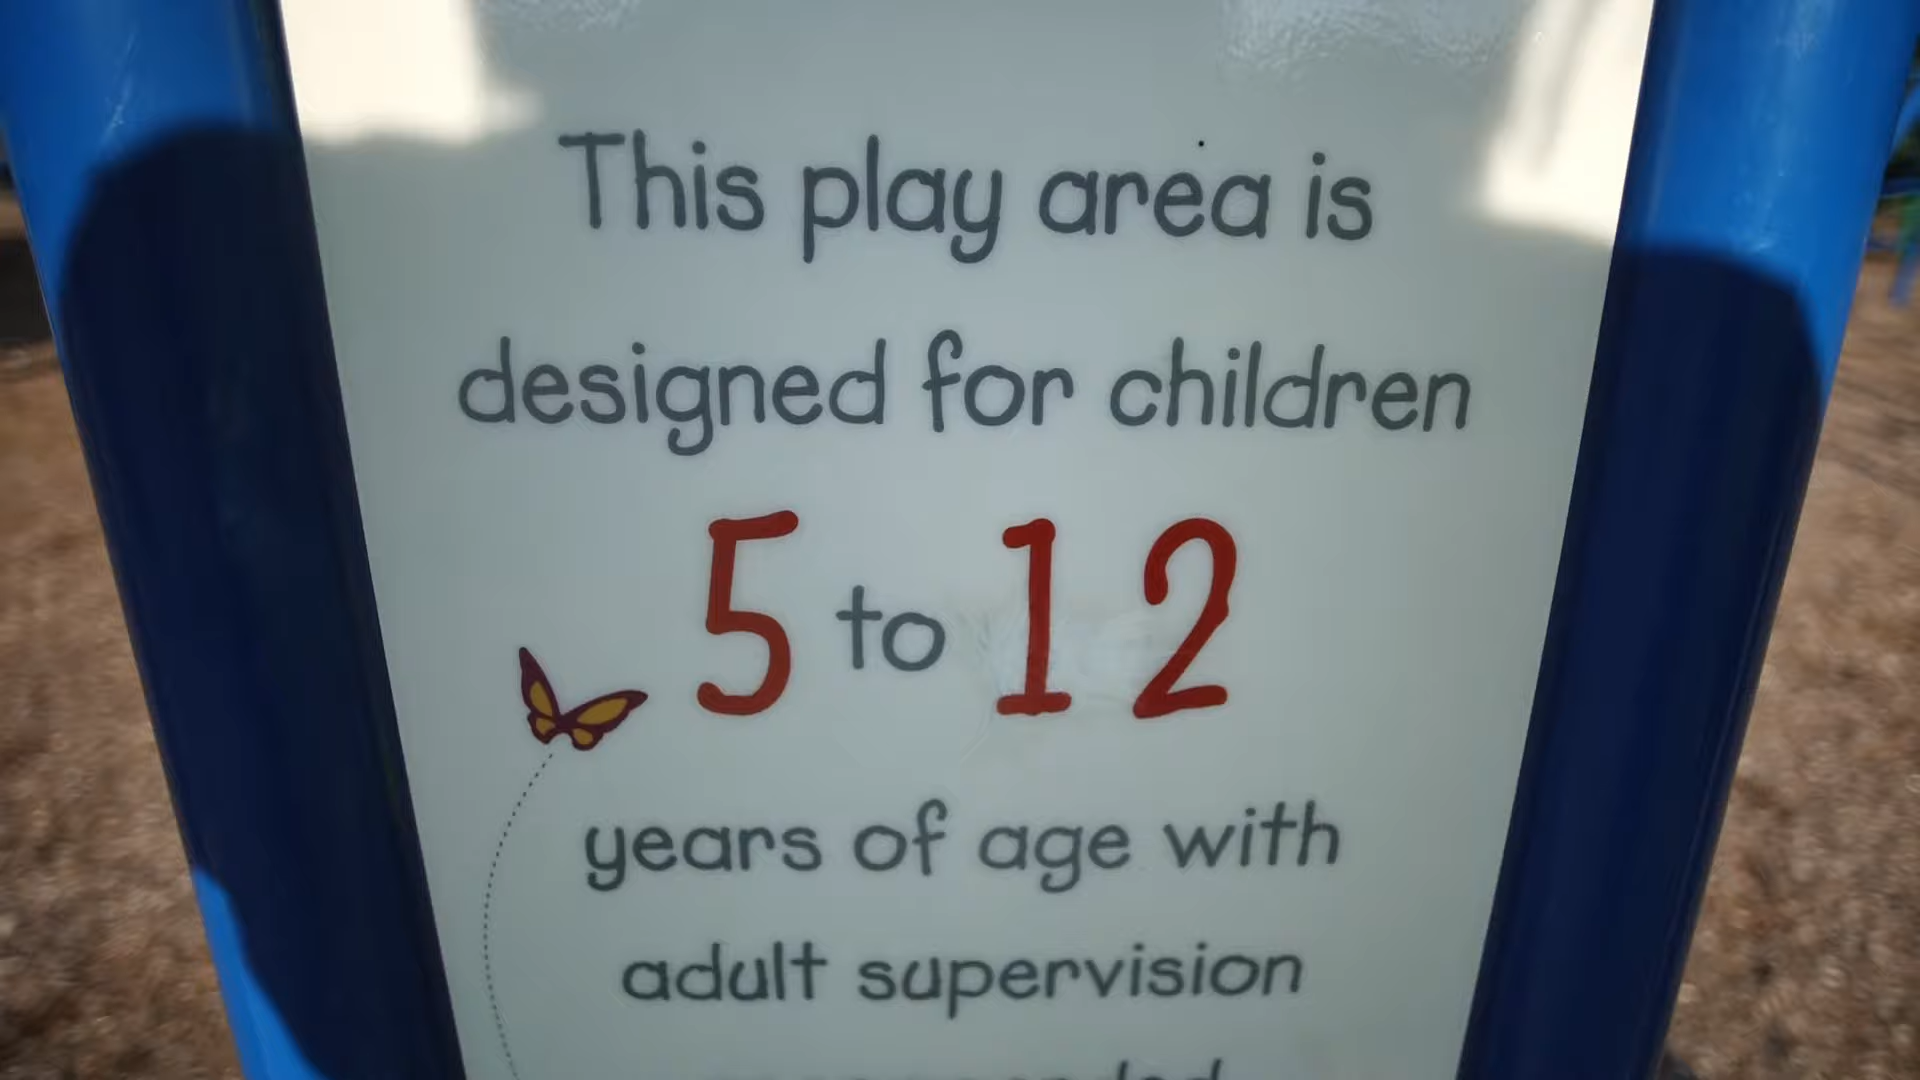 This play area is
designed for children
5 to 12
years of age with
adult supervision